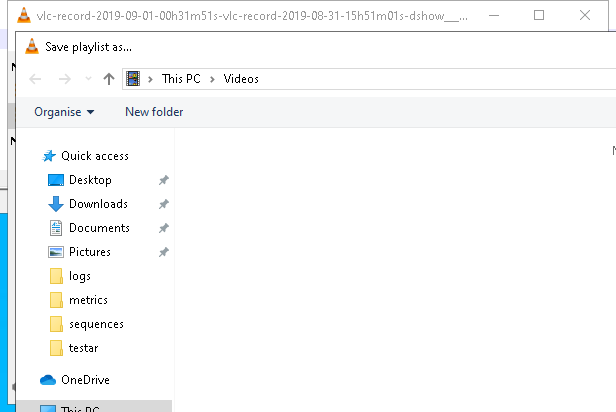 vlc-record-2019-09-01-00h31m51s-vlc-record-2019-08-31-15h51m01s-dshow__...
Save playlist as...
This PC > Videos
Organise New folder
Quick access
Desktop
Downloads
Documents
Pictures
logs
metrics
sequences
testar
OneDrive
This PC